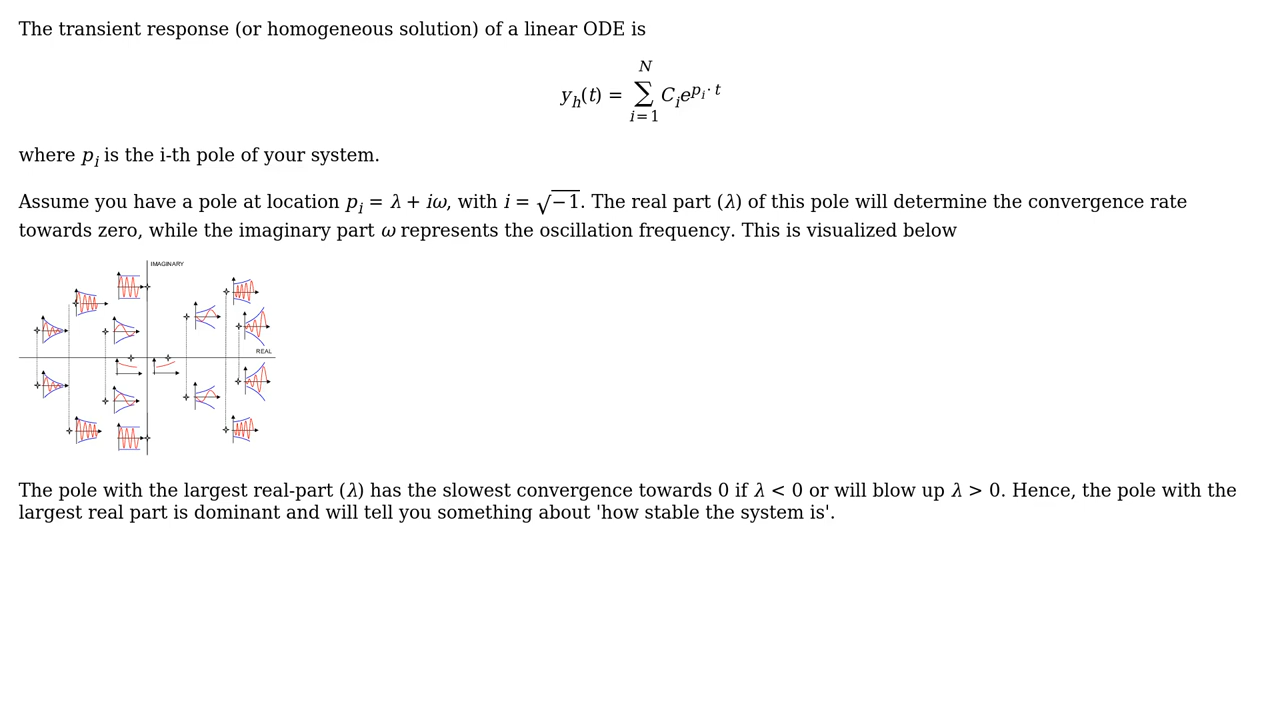 The transient response (or homogeneous solution) of a linear ODE is
y_h(t) = ∑_{i=1}^{N} C_i e^{p_i · t}
where p_i is the i-th pole of your system.
Assume you have a pole at location p_i = λ + iω, with i = √−1. The real part (λ) of this pole will determine the convergence rate
towards zero, while the imaginary part ω represents the oscillation frequency. This is visualized below
IMAGINARY
REAL
The pole with the largest real-part (λ) has the slowest convergence towards 0 if λ < 0 or will blow up λ > 0. Hence, the pole with the
largest real part is dominant and will tell you something about 'how stable the system is'.